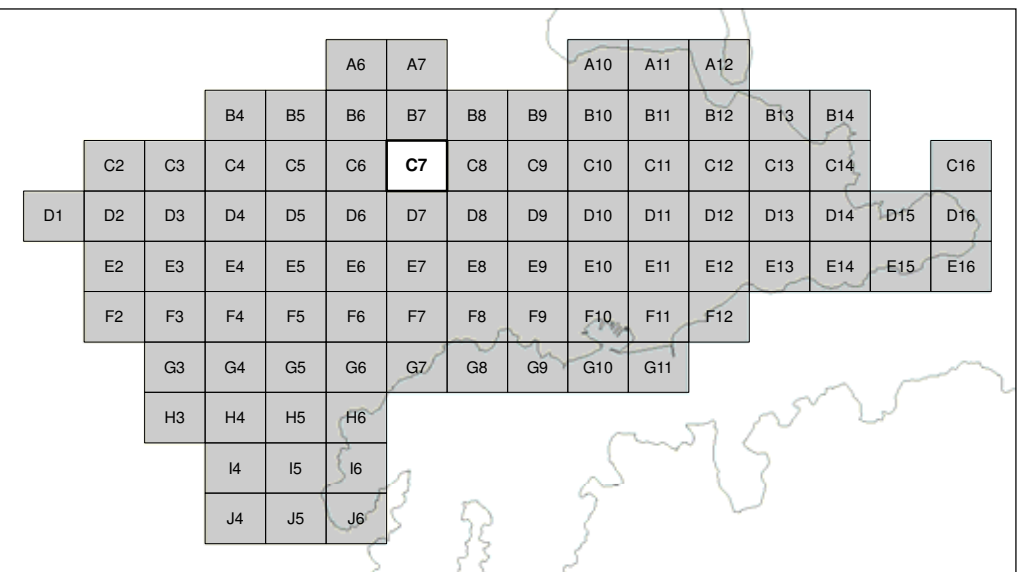 A6 A7 A10 A11 A12
B4 B5 B6 B7 B8 B9 B10 B11 B12 B13 B14
C2 C3 C4 C5 C6 C7 C8 C9 C10 C11 C12 C13 C14 C16
D1 D2 D3 D4 D5 D6 D7 D8 D9 D10 D11 D12 D13 D14 D15 D16
E2 E3 E4 E5 E6 E7 E8 E9 E10 E11 E12 E13 E14 E15 E16
F2 F3 F4 F5 F6 F7 F8 F9 F10 F11 F12
G3 G4 G5 G6 G7 G8 G9 G10 G11
H3 H4 H5 H6
I4 I5 I6
J4 J5 J6